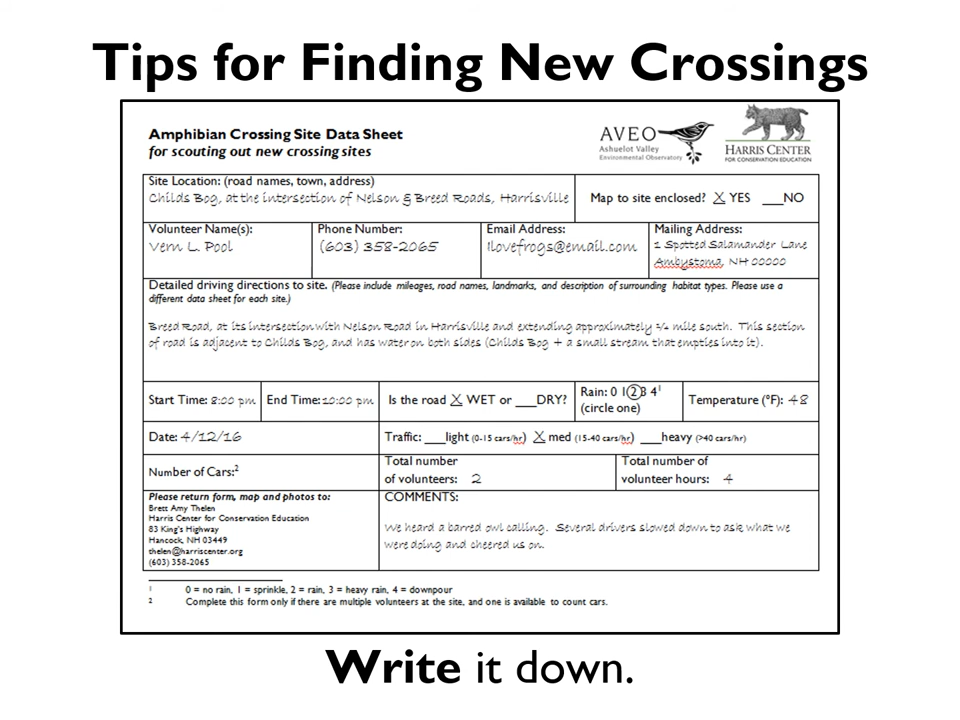 Tips for Finding New Crossings
Amphibian Crossing Site Data Sheet
for scouting out new crossing sites
AVEO
Ashuelot Valley
Environmental Observatory
HARRIS CENTER
FOR CONSERVATION EDUCATION
Site Location: (road names, town, address)
Childs Bog, at the intersection of Nelson & Breed Roads, Harrisville
Map to site enclosed? X YES ___NO
Volunteer Name(s):
Vern L. Pool
Phone Number:
(603) 358-2065
Email Address:
Ilovefrogs@email.com
Mailing Address:
1 Spotted Salamander Lane
Ambystoma, NH 00000
Detailed driving directions to site. (Please include mileages, road names, landmarks, and description of surrounding habitat types. Please use a
different data sheet for each site.)
Breed Road, at its intersection with Nelson Road in Harrisville and extending approximately mile south. This section
of road is adjacent to Childs Bog, and has water on both sides (Childs Bog + a small stream that empties into it).
Start Time: 8:00 pm
End Time: 10:00 pm
Is the road X WET or ___DRY?
Rain: 0 1 2 3 4¹
(circle one)
Temperature (°F): 48
Date: 4/12/16
Traffic: ___light (0-15 cars/hr) X med (15-40 cars/hr) ___heavy (>40 cars/hr)
Number of Cars:²
Total number
of volunteers: 2
Total number of
volunteer hours: 4
Please return form, map and photos to:
Brett Amy Thelen
Harris Center for Conservation Education
83 King's Highway
Hancock, NH 03449
thelen@harriscenter.org
(603) 358-2065
COMMENTS:
We heard a barred owl calling. Several drivers slowed down to ask what we
were doing and cheered us on.
1 0 = no rain, 1 = sprinkle, 2 = rain, 3 = heavy rain, 4 = downpour
2 Complete this form only if there are multiple volunteers at the site, and one is available to count cars.
Write it down.